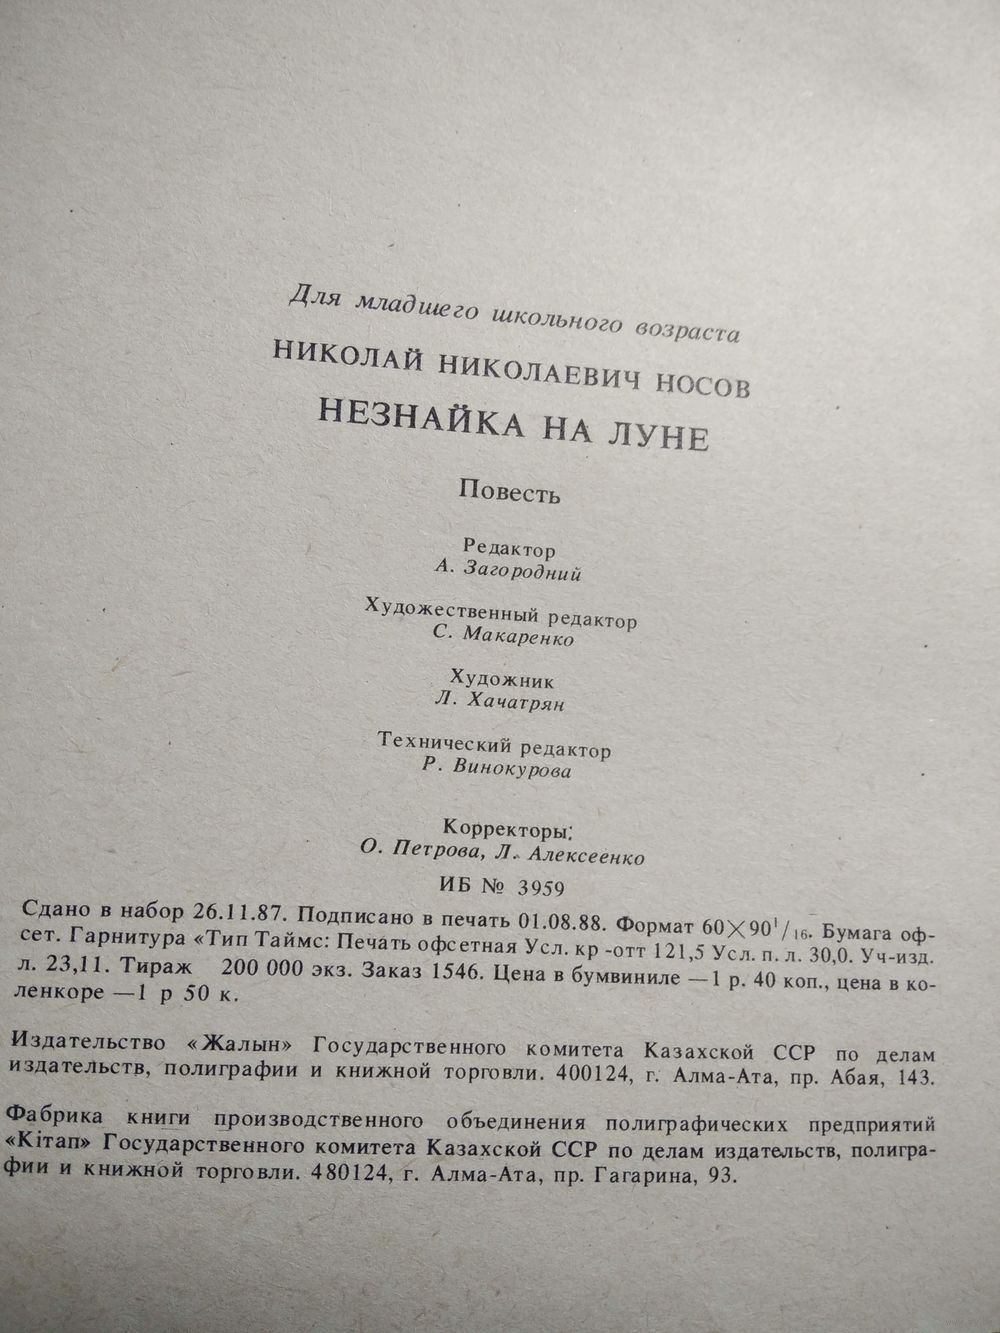 Для младшего школьного возраста
НИКОЛАЙ НИКОЛАЕВИЧ НОСОВ
НЕЗНАЙКА НА ЛУНЕ
Повесть
Редактор
А. Загородний
Художественный редактор
С. Макаренко
Художник
Л. Хачатрян
Технический редактор
Р. Винокурова
Корректоры:
О. Петрова, Л. Алексеенко
ИБ № 3959
Сдано в набор 26.11.87. Подписано в печать 01.08.88. Формат 60×90¹/₁₆. Бумага оф-
сет. Гарнитура «Тип Таймс: Печать офсетная Усл. кр -отт 121,5 Усл. п. л. 30,0. Уч-изд.
л. 23,11. Тираж 200 000 экз. Заказ 1546. Цена в бумвиниле —1 р. 40 коп., цена в ко-
ленкоре —1 р 50 к.
Издательство «Жалын» Государственного комитета Казахской ССР по делам
издательств, полиграфии и книжной торговли. 400124, г. Алма-Ата, пр. Абая, 143.
Фабрика книги производственного объединения полиграфических предприятий
«Кітап» Государственного комитета Казахской ССР по делам издательств, полигра-
фии и книжной торговли. 480124, г. Алма-Ата, пр. Гагарина, 93.